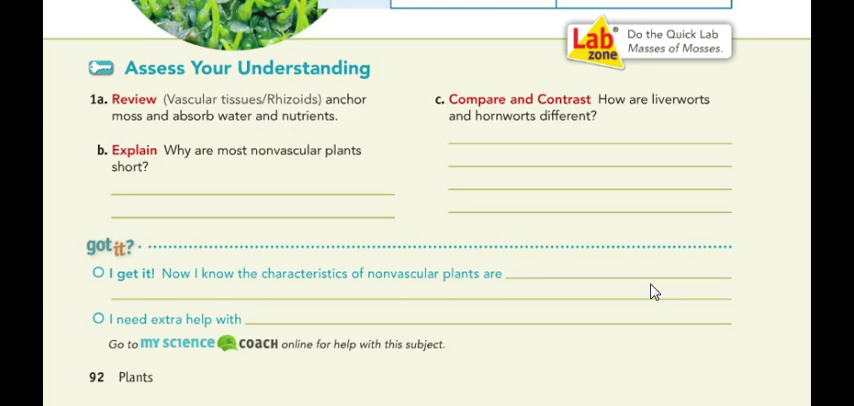 Lab
zone
Do the Quick Lab
Masses of Mosses.
Assess Your Understanding
1a. Review (Vascular tissues/Rhizoids) anchor
moss and absorb water and nutrients.
b. Explain Why are most nonvascular plants
short?
c. Compare and Contrast How are liverworts
and hornworts different?
got it?
I get it! Now I know the characteristics of nonvascular plants are
I need extra help with
Go to MY SCIENCE COACH online for help with this subject.
92 Plants